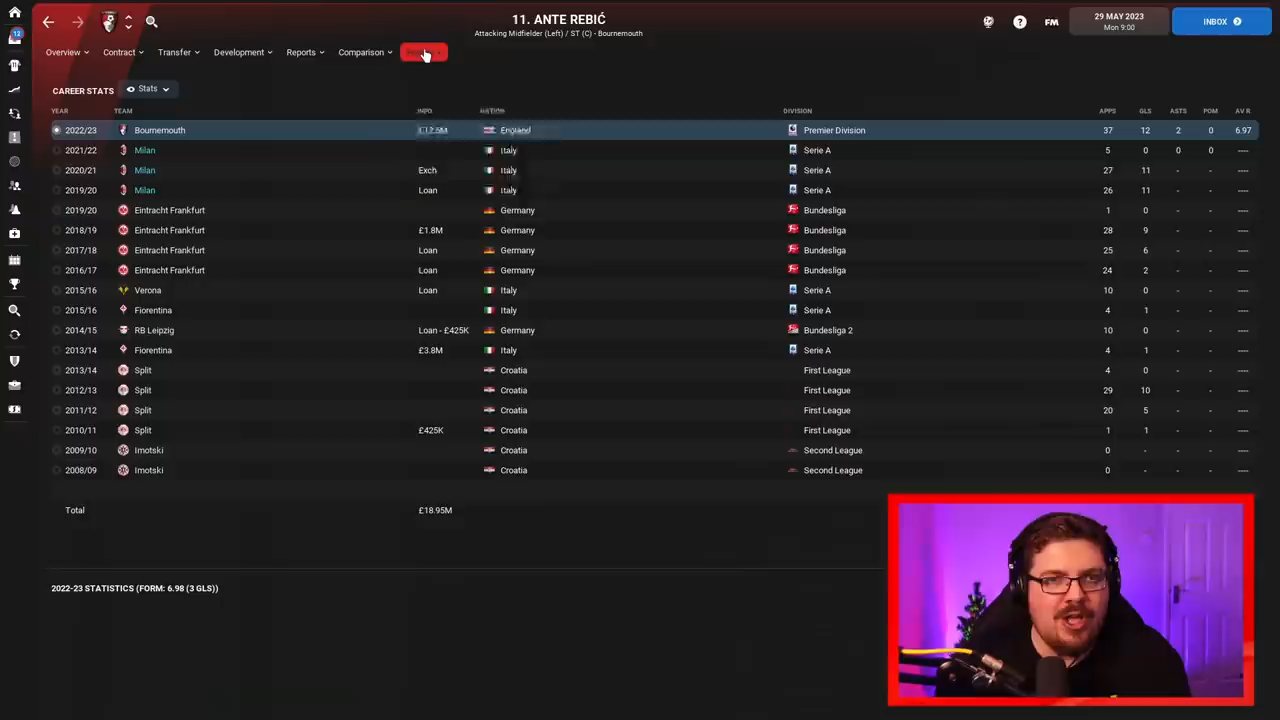 11. ANTE REBIĆ
Attacking Midfielder (Left) / ST (C) - Bournemouth
FM
29 MAY 2023
Mon 9:00
INBOX
12
Overview Contract Transfer Development Reports Comparison
CAREER STATS Stats
YEAR TEAM INFO NATION DIVISION APPS GLS ASTS POM AV R
2022/23 Bournemouth £12.5M England Premier Division 37 12 2 0 6.97
2021/22 Milan Italy Serie A 5 0 0 0 ----
2020/21 Milan Exch Italy Serie A 27 11 - - ----
2019/20 Milan Loan Italy Serie A 26 11 - - ----
2019/20 Eintracht Frankfurt Germany Bundesliga 1 0 - - ----
2018/19 Eintracht Frankfurt £1.8M Germany Bundesliga 28 9 - - ----
2017/18 Eintracht Frankfurt Loan Germany Bundesliga 25 6 - - ----
2016/17 Eintracht Frankfurt Loan Germany Bundesliga 24 2 - - ----
2015/16 Verona Loan Italy Serie A 10 0 - - ----
2015/16 Fiorentina Italy Serie A 4 1 - - ----
2014/15 RB Leipzig Loan - £425K Germany Bundesliga 2 10 0 - - ----
2013/14 Fiorentina £3.8M Italy Serie A 4 1 - - ----
2013/14 Split Croatia First League 4 0 - - ----
2012/13 Split Croatia First League 29 10 - - ----
2011/12 Split Croatia First League 20 5 - - ----
2010/11 Split £425K Croatia First League 1 1 - - ----
2009/10 Imotski Croatia Second League 0 - - - ----
2008/09 Imotski Croatia Second League 0 - - - ----
Total £18.95M
2022-23 STATISTICS (FORM: 6.98 (3 GLS))